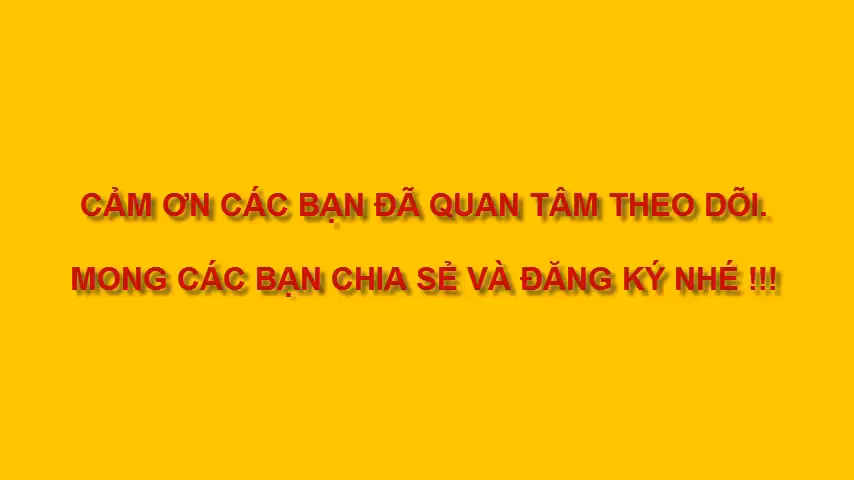 CẢM ƠN CÁC BẠN ĐÃ QUAN TÂM THEO DÕI.
MONG CÁC BẠN CHIA SẺ VÀ ĐĂNG KÝ NHÉ !!!